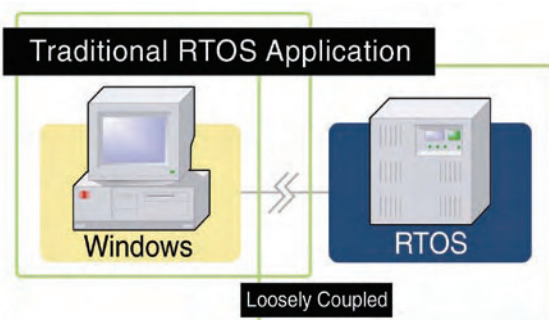 Traditional RTOS Application
Windows
RTOS
Loosely Coupled